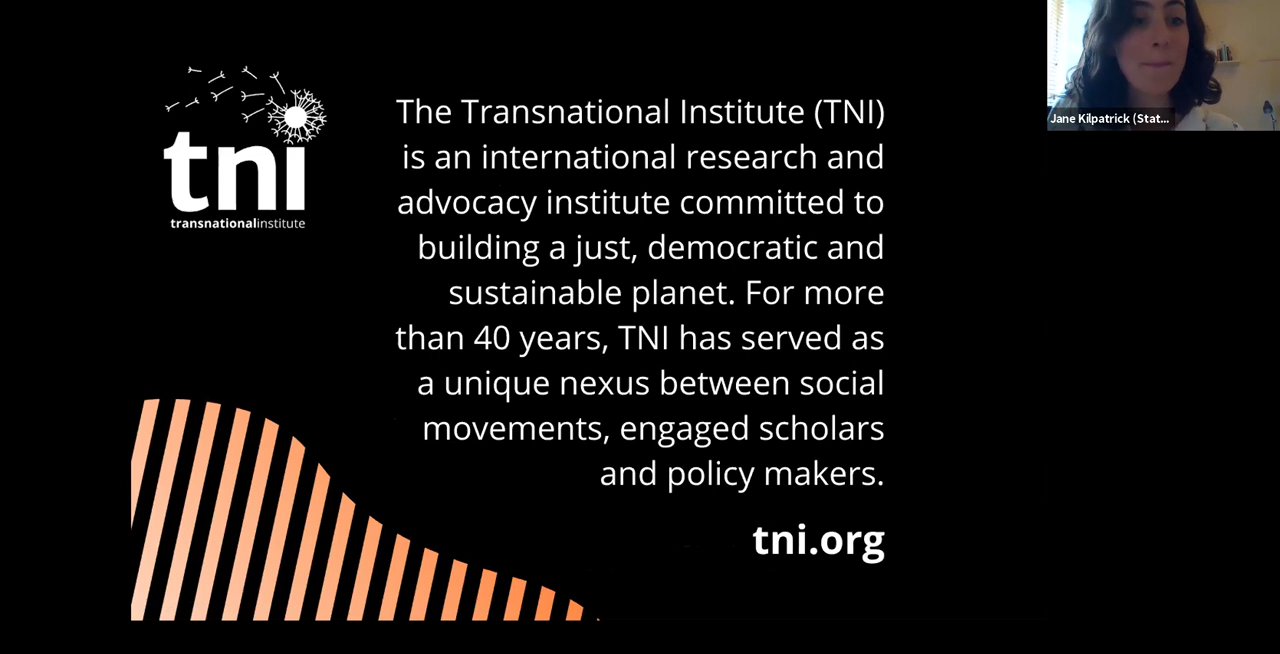 tni
transnationalinstitute
The Transnational Institute (TNI)
is an international research and
advocacy institute committed to
building a just, democratic and
sustainable planet. For more
than 40 years, TNI has served as
a unique nexus between social
movements, engaged scholars
and policy makers.
tni.org
Jane Kilpatrick (Stat...